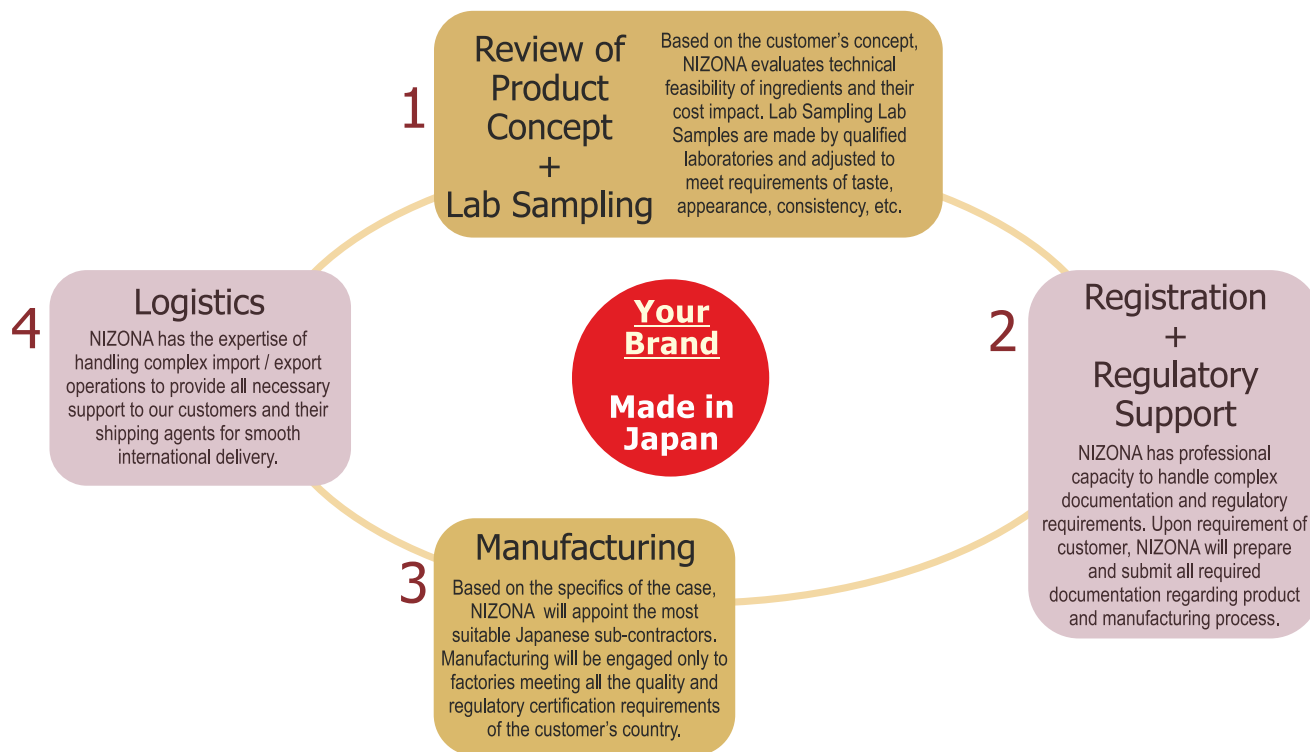 1
Review of
Product
Concept
+
Lab Sampling
Based on the customer’s concept,
NIZONA evaluates technical
feasibility of ingredients and their
cost impact. Lab Sampling Lab
Samples are made by qualified
laboratories and adjusted to
meet requirements of taste,
appearance, consistency, etc.
2
Registration
+
Regulatory
Support
NIZONA has professional
capacity to handle complex
documentation and regulatory
requirements. Upon requirement of
customer, NIZONA will prepare
and submit all required
documentation regarding product
and manufacturing process.
3
Manufacturing
Based on the specifics of the case,
NIZONA will appoint the most
suitable Japanese sub-contractors.
Manufacturing will be engaged only to
factories meeting all the quality and
regulatory certification requirements
of the customer’s country.
4
Logistics
NIZONA has the expertise of
handling complex import / export
operations to provide all necessary
support to our customers and their
shipping agents for smooth
international delivery.
Your
Brand
Made in
Japan